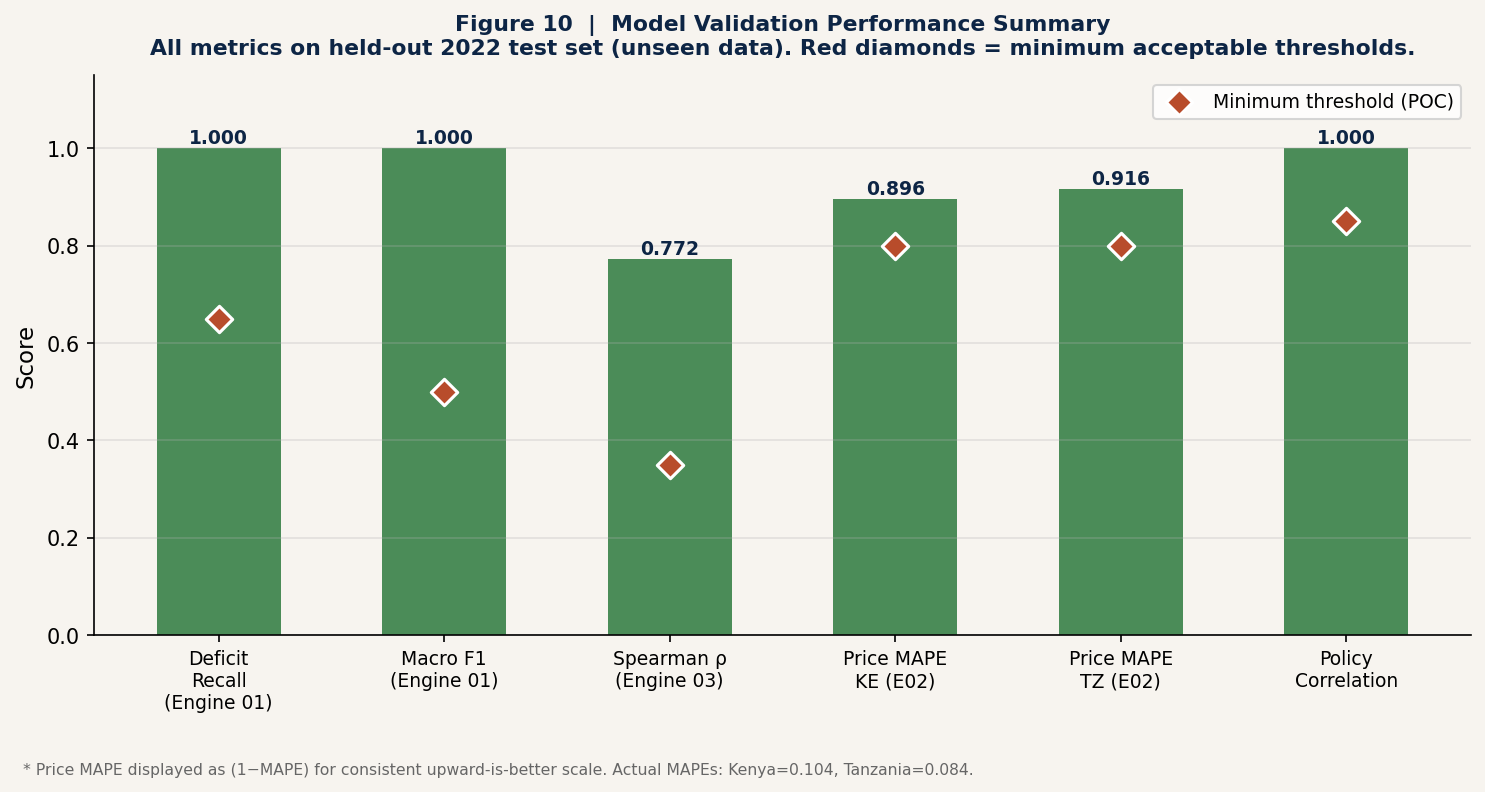 Figure 10 | Model Validation Performance Summary
All metrics on held-out 2022 test set (unseen data). Red diamonds = minimum acceptable thresholds.
Minimum threshold (POC)
1.000
1.000
0.772
0.896
0.916
1.000
Score
1.0
0.8
0.6
0.4
0.2
0.0
Deficit
Recall
(Engine 01)
Macro F1
(Engine 01)
Spearman ρ
(Engine 03)
Price MAPE
KE (E02)
Price MAPE
TZ (E02)
Policy
Correlation
* Price MAPE displayed as (1−MAPE) for consistent upward-is-better scale. Actual MAPEs: Kenya=0.104, Tanzania=0.084.